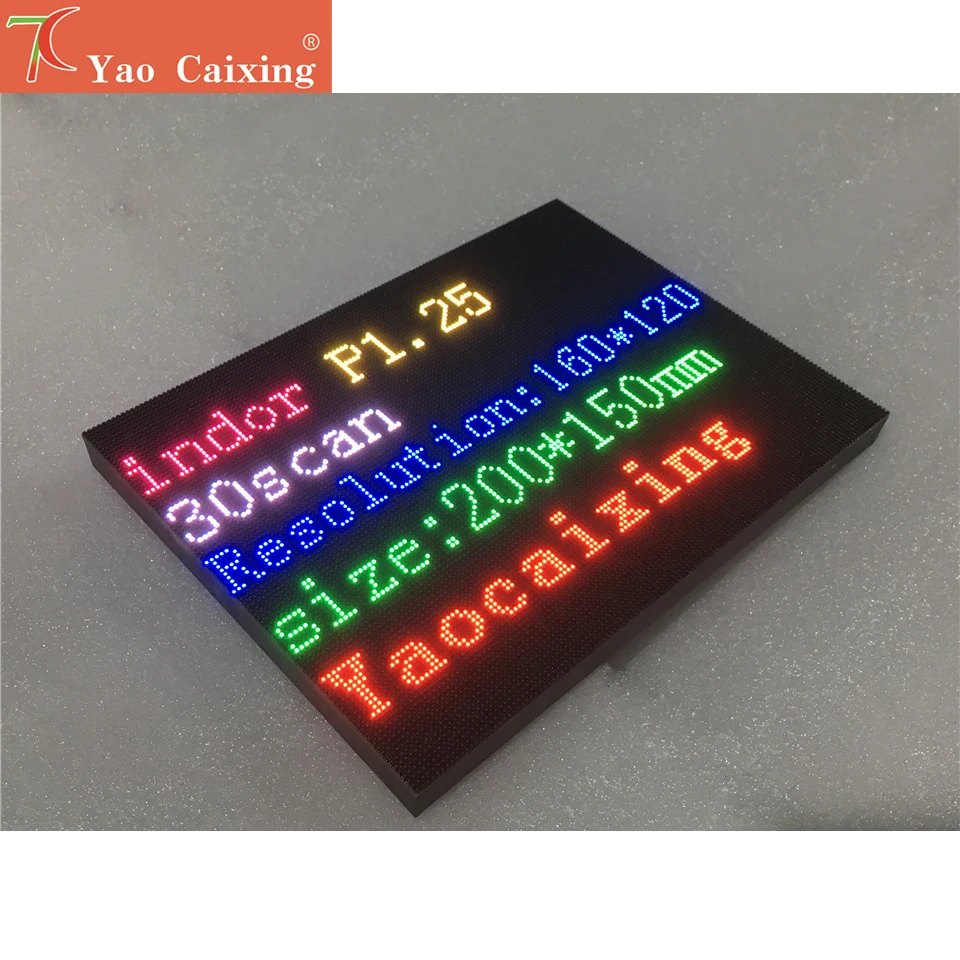 Yao Caixing®
indor P1.25
30scan
Resolution:160*120
size:200*150mm
Yaocaixing